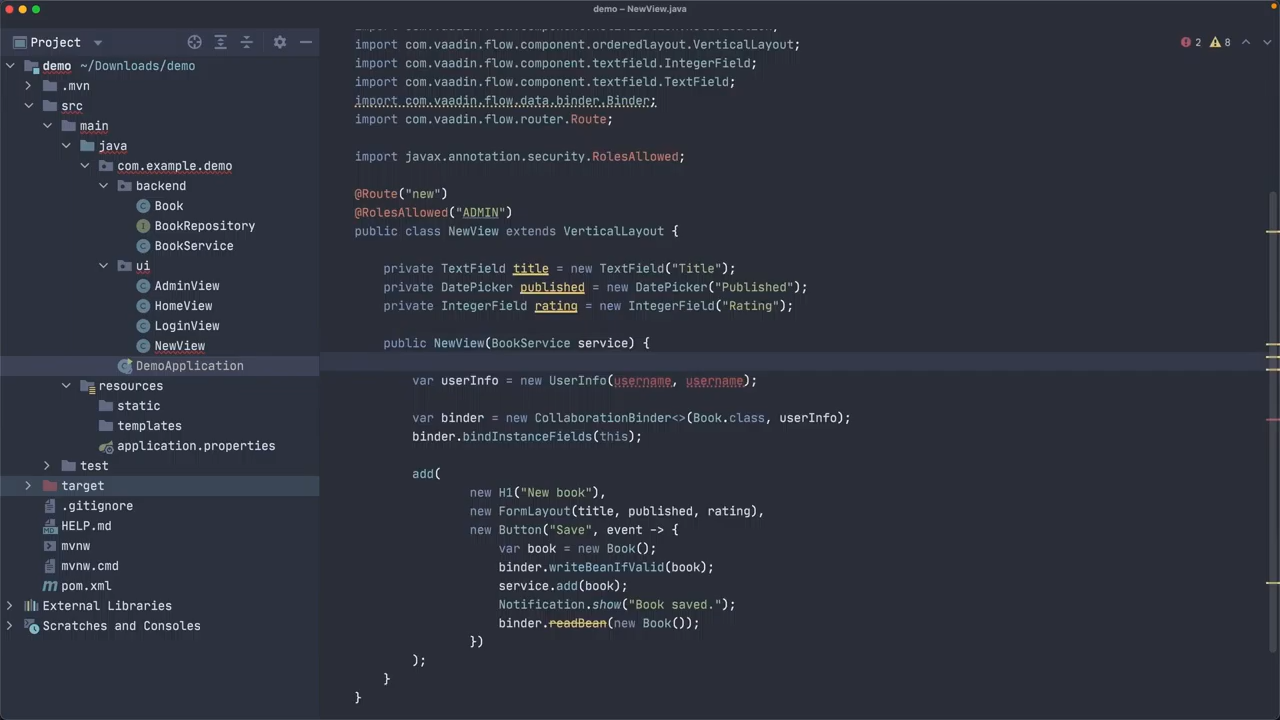 demo – NewView.java
Project
demo ~/Downloads/demo
.mvn
src
main
java
com.example.demo
backend
Book
BookRepository
BookService
ui
AdminView
HomeView
LoginView
NewView
DemoApplication
resources
static
templates
application.properties
test
target
.gitignore
HELP.md
mvnw
mvnw.cmd
pom.xml
External Libraries
Scratches and Consoles
2 8
import com.vaadin.flow.component.orderedlayout.VerticalLayout;
import com.vaadin.flow.component.textfield.IntegerField;
import com.vaadin.flow.component.textfield.TextField;
import com.vaadin.flow.data.binder.Binder;
import com.vaadin.flow.router.Route;
import javax.annotation.security.RolesAllowed;
@Route("new")
@RolesAllowed("ADMIN")
public class NewView extends VerticalLayout {
private TextField title = new TextField("Title");
private DatePicker published = new DatePicker("Published");
private IntegerField rating = new IntegerField("Rating");
public NewView(BookService service) {
var userInfo = new UserInfo(username, username);
var binder = new CollaborationBinder<>(Book.class, userInfo);
binder.bindInstanceFields(this);
add(
new H1("New book"),
new FormLayout(title, published, rating),
new Button("Save", event -> {
var book = new Book();
binder.writeBeanIfValid(book);
service.add(book);
Notification.show("Book saved.");
binder.readBean(new Book());
})
);
}
}